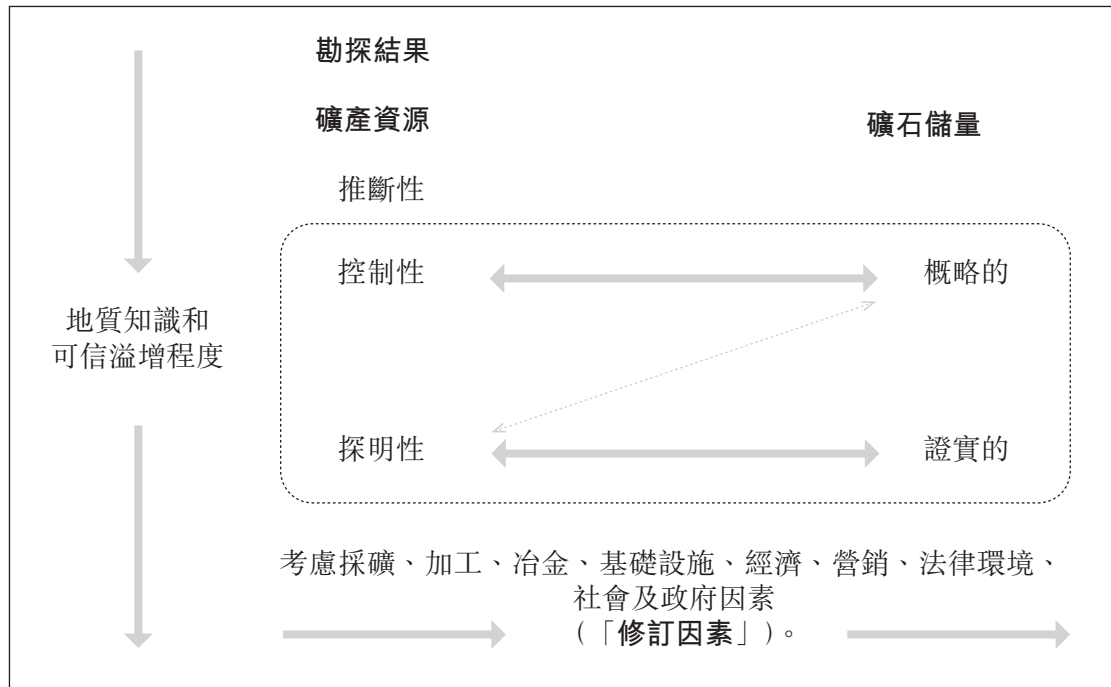 勘探結果
礦產資源
礦石儲量
推斷性
控制性
概略的
地質知識和
可信溢增程度
探明性
證實的
考慮採礦、加工、冶金、基礎設施、經濟、營銷、法律環境、
社會及政府因素
(「修訂因素」)。